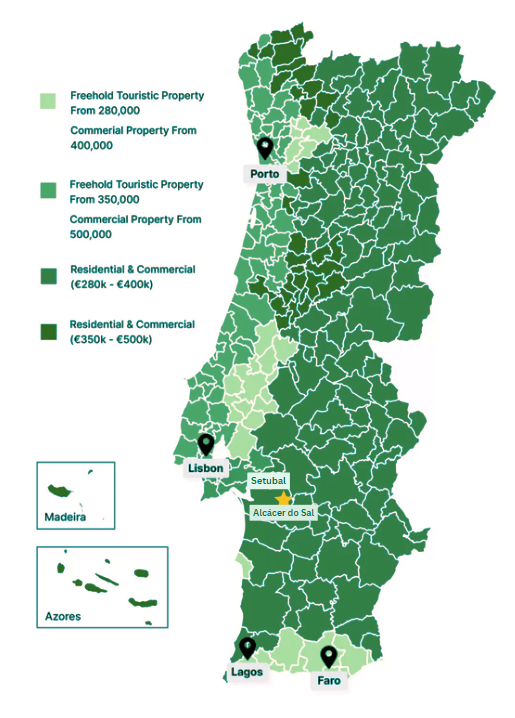 Freehold Touristic Property
From 280,000
Commerial Property From
400,000
Freehold Touristic Property
From 350,000
Commercial Property From
500,000
Residential & Commercial
(€280k - €400k)
Residential & Commercial
(€350k - €500k)
Porto
Lisbon
Setubal
Alcácer do Sal
Madeira
Azores
Lagos
Faro